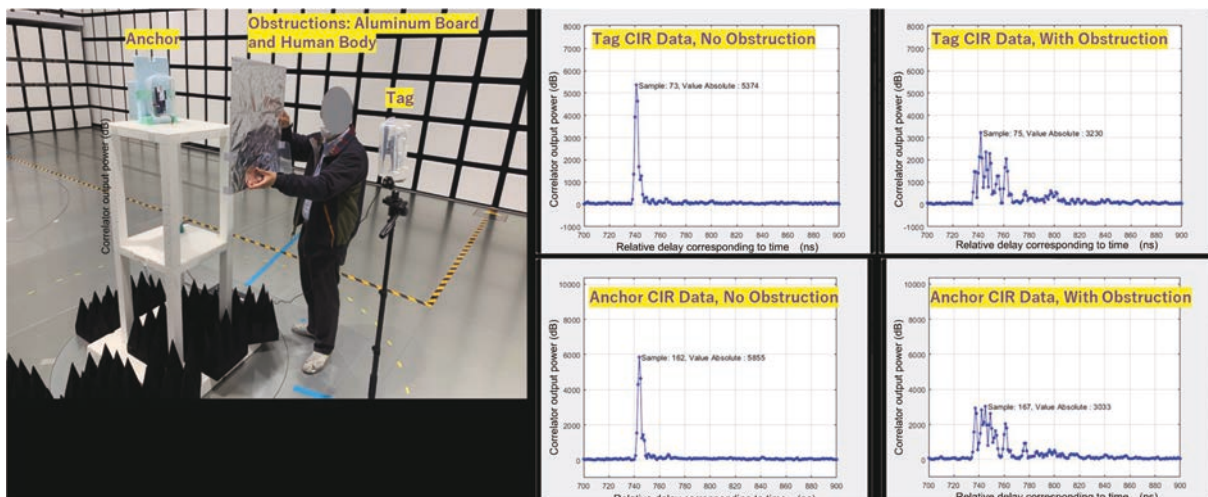 Obstructions: Aluminum Board
and Human Body
Anchor
Tag
Correlator output power (dB)
Tag CIR Data, No Obstruction
Correlator output power (dB)
8000
7000
6000
5000
4000
3000
2000
1000
0
-1000
Sample: 73, Value Absolute : 5374
700 720 740 760 780 800 820 840 860 880 900
Relative delay corresponding to time (ns)
Tag CIR Data, With Obstruction
8000
7000
6000
5000
4000
3000
2000
1000
0
-1000
Sample: 75, Value Absolute : 3230
700 720 740 760 780 800 820 840 860 880 900
Relative delay corresponding to time (ns)
Anchor CIR Data, No Obstruction
Correlator output power (dB)
10000
8000
6000
4000
2000
0
Sample: 162, Value Absolute : 5855
700 720 740 760 780 800 820 840 860 880 900
Relative delay corresponding to time (ns)
Anchor CIR Data, With Obstruction
Correlator output power (dB)
10000
8000
6000
4000
2000
0
Sample: 167, Value Absolute : 3033
700 720 740 760 780 800 820 840 860 880 900
Relative delay corresponding to time (ns)